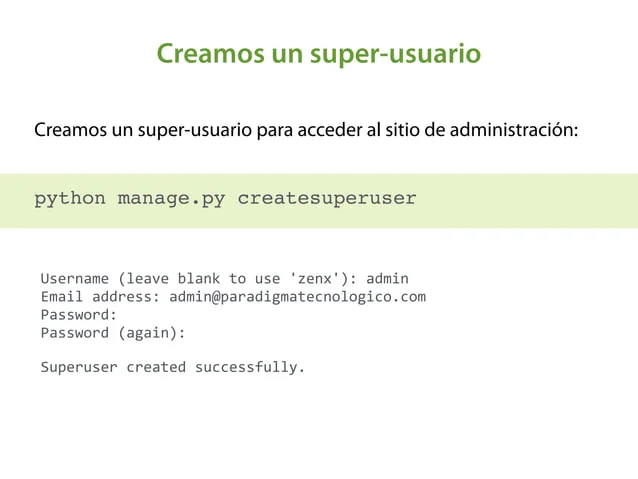 Creamos un super-usuario
Creamos un super-usuario para acceder al sitio de administración:
python manage.py createsuperuser
Username (leave blank to use 'zenx'): admin
Email address: admin@paradigmatecnologico.com
Password:
Password (again):
Superuser created successfully.